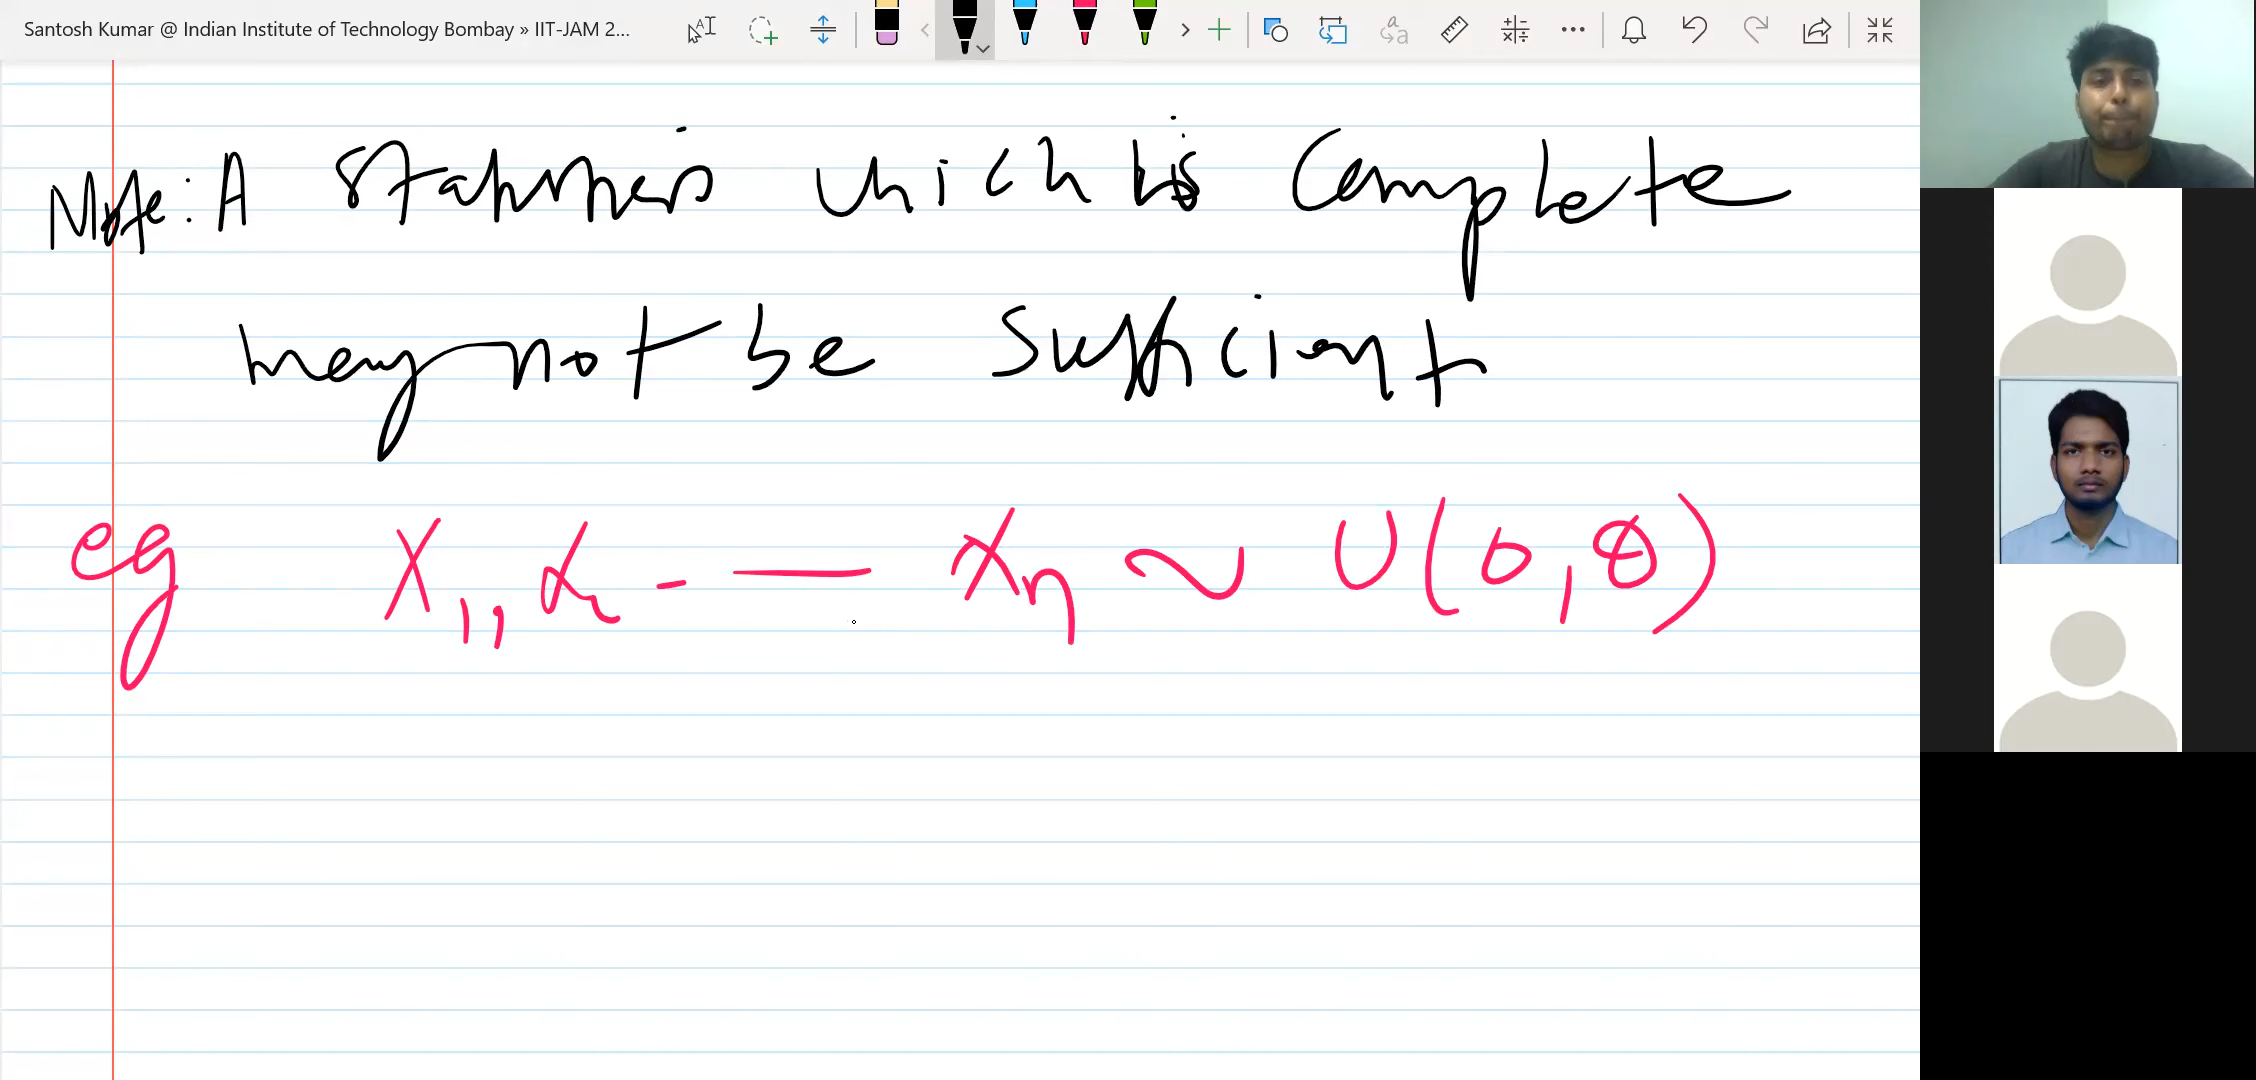 Santosh Kumar @ Indian Institute of Technology Bombay » IIT-JAM 2...
Note: A statistics which is Complete
may not be sufficient
eg X₁, X₂ - — Xₙ ~ U(0, θ)